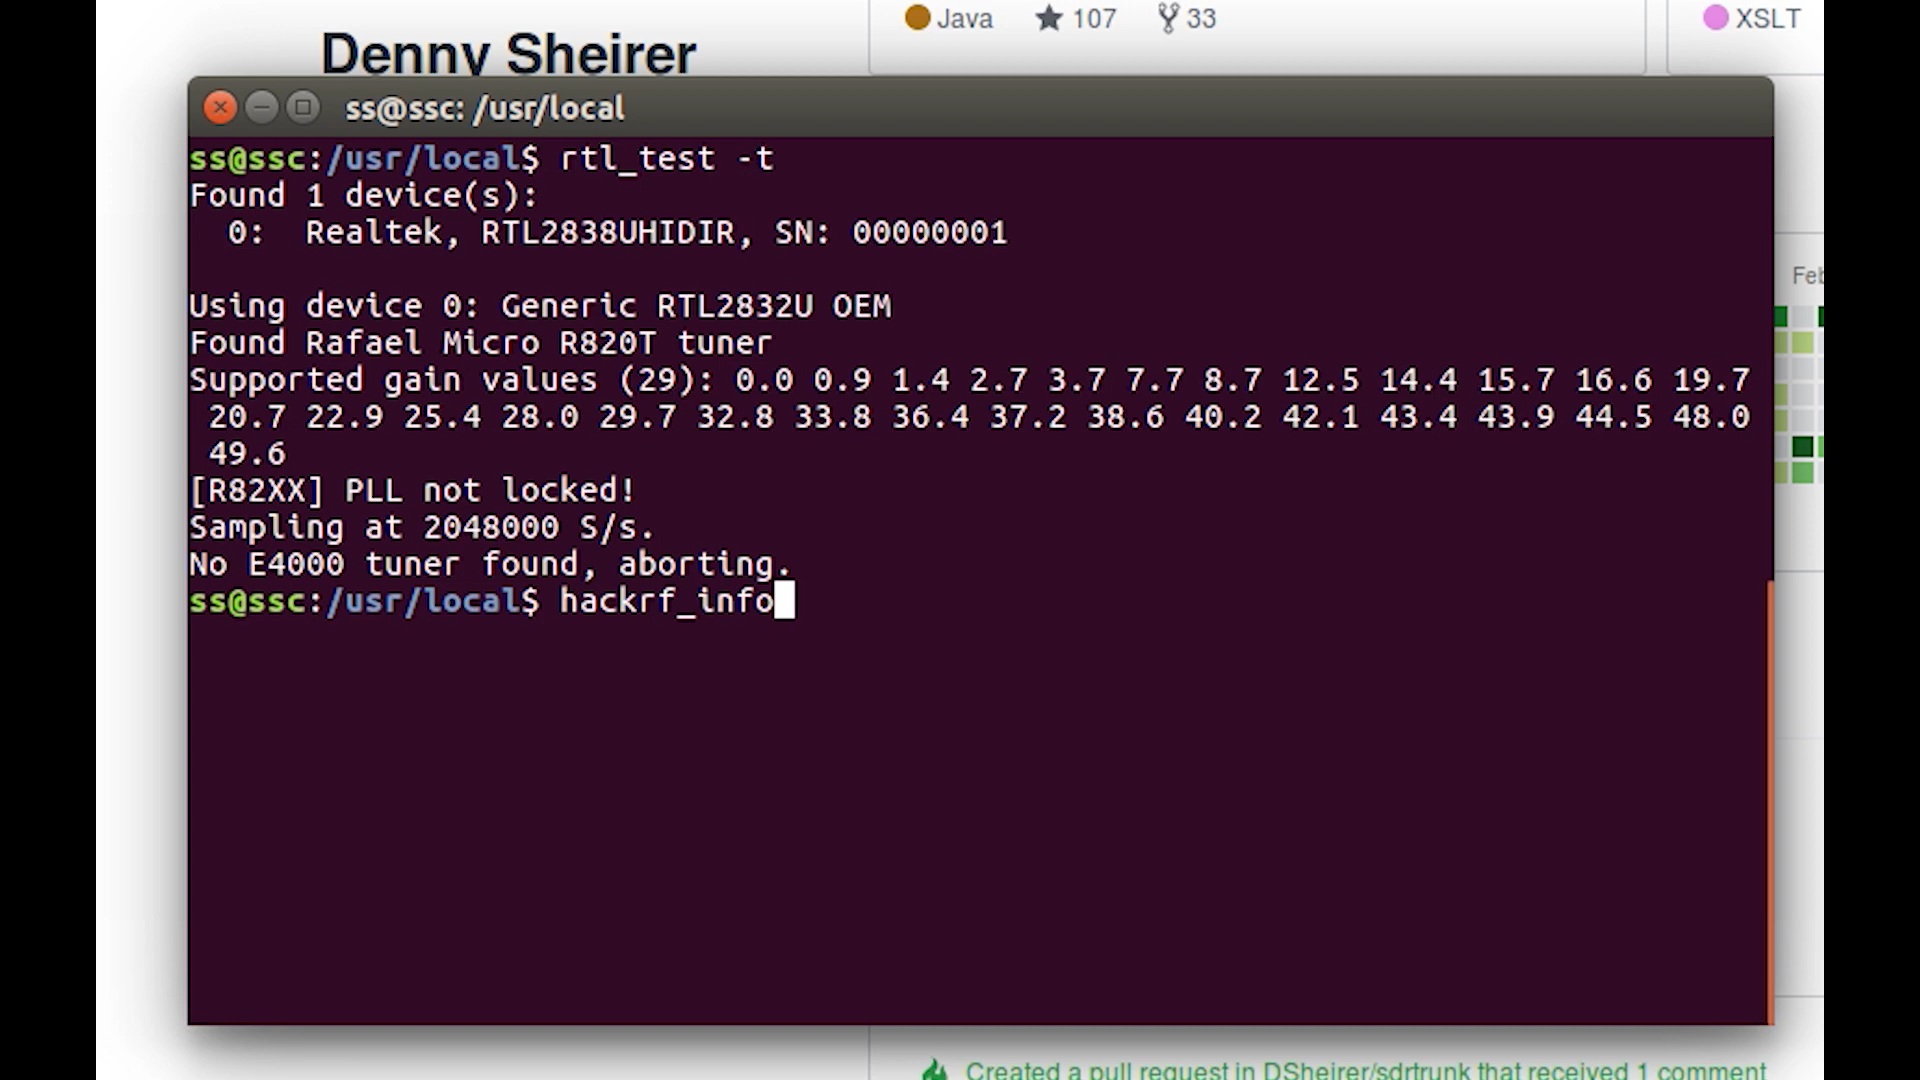 Java 107 33
XSLT
Denny Sheirer
ss@ssc: /usr/local
ss@ssc:/usr/local$ rtl_test -t
Found 1 device(s):
0: Realtek, RTL2838UHIDIR, SN: 00000001
Using device 0: Generic RTL2832U OEM
Found Rafael Micro R820T tuner
Supported gain values (29): 0.0 0.9 1.4 2.7 3.7 7.7 8.7 12.5 14.4 15.7 16.6 19.7
20.7 22.9 25.4 28.0 29.7 32.8 33.8 36.4 37.2 38.6 40.2 42.1 43.4 43.9 44.5 48.0
49.6
[R82XX] PLL not locked!
Sampling at 2048000 S/s.
No E4000 tuner found, aborting.
ss@ssc:/usr/local$ hackrf_info
Feb
Created a pull request in DSheirer/sdrtrunk that received 1 comment